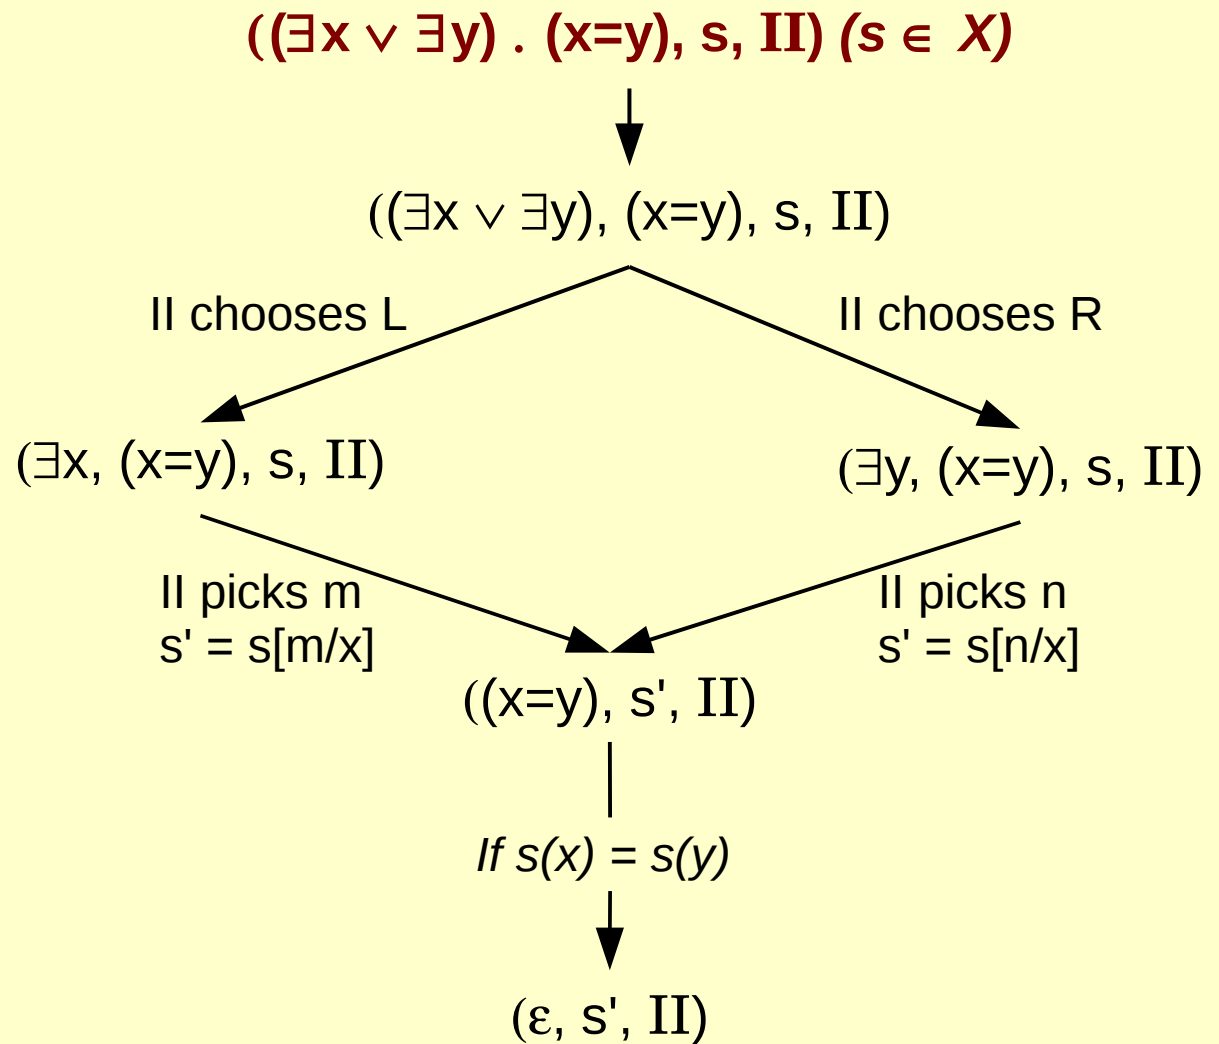 ((∃x ∨ ∃y) . (x=y), s, II) (s ∈ X)
((∃x ∨ ∃y), (x=y), s, II)
II chooses L
II chooses R
(∃x, (x=y), s, II)
(∃y, (x=y), s, II)
II picks m
s' = s[m/x]
II picks n
s' = s[n/x]
((x=y), s', II)
If s(x) = s(y)
(ε, s', II)